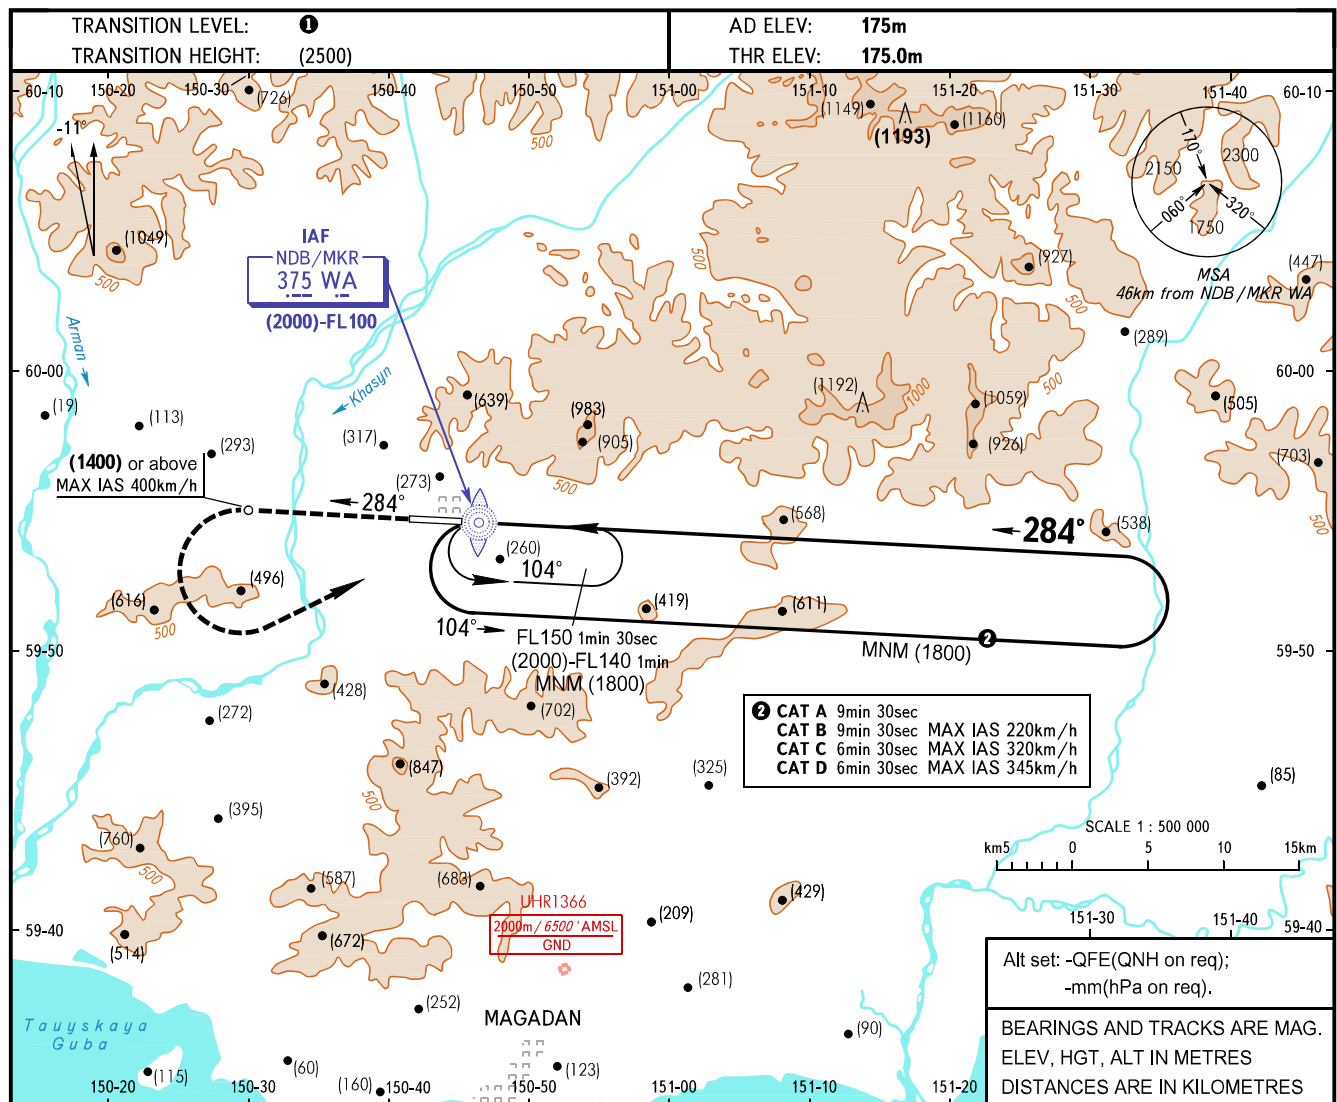 TRANSITION LEVEL: ❶
TRANSITION HEIGHT: (2500)
AD ELEV: 175m
THR ELEV: 175.0m
60-10 150-20 150-30 150-40 150-50 151-00 151-10 151-20 151-30 151-40 60-10
(726)
(1149)
(1160)
(1193)
-11°
500
170°
2150
2300
060°
320°
1750
MSA
46km from NDB/MKR WA
(1049)
500
IAF
NDB/MKR
375 WA
(2000)-FL100
500
(927)
500
(447)
(289)
Arman
Khasyn
60-00
60-00
(19)
(113)
(293)
(317)
(273)
(639)
(983)
(905)
500
(1192)
1000
(1059)
(926)
500
(505)
(703)
500
(1400) or above
MAX IAS 400km/h
284°
(568)
284°
(538)
(260)
104°
(496)
(616)
500
(419)
(611)
104°
FL150 1min 30sec
(2000)-FL140 1min
MNM (1800)
MNM (1800) ❷
59-50
59-50
(428)
(272)
(702)
❷ CAT A 9min 30sec
CAT B 9min 30sec MAX IAS 220km/h
CAT C 6min 30sec MAX IAS 320km/h
CAT D 6min 30sec MAX IAS 345km/h
(847)
500
(392)
(325)
(85)
(395)
(760)
500
SCALE 1 : 500 000
km5 0 5 10 15km
(587)
(683)
(429)
UHR1366
2000m/6500'AMSL
GND
(209)
151-30
151-40
59-40
59-40
(514)
(672)
(281)
(252)
MAGADAN
(90)
Tauyskaya
Guba
(60)
(115)
(160)
(123)
150-20 150-30 150-40 150-50 151-00 151-10 151-20
Alt set: -QFE(QNH on req);
-mm(hPa on req).
BEARINGS AND TRACKS ARE MAG.
ELEV, HGT, ALT IN METRES
DISTANCES ARE IN KILOMETRES